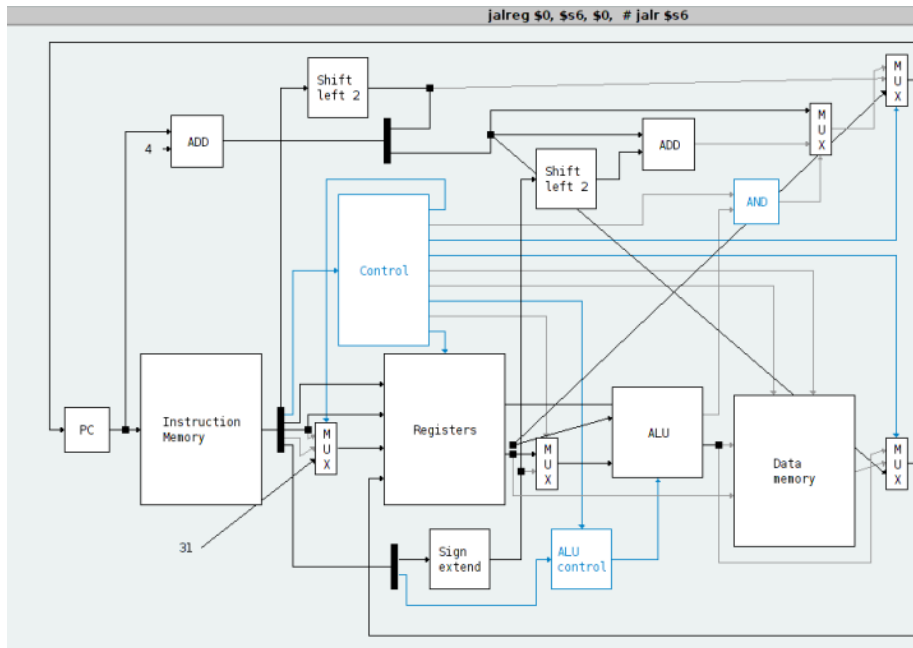 jalreg $0, $s6, $0,  # jalr $s6
Shift
left 2
M
U
X
4
ADD
M
U
X
ADD
Shift
left 2
AND
Control
PC
Instruction
Memory
M
U
X
Registers
M
U
X
ALU
Data
memory
M
U
X
31
Sign
extend
ALU
control